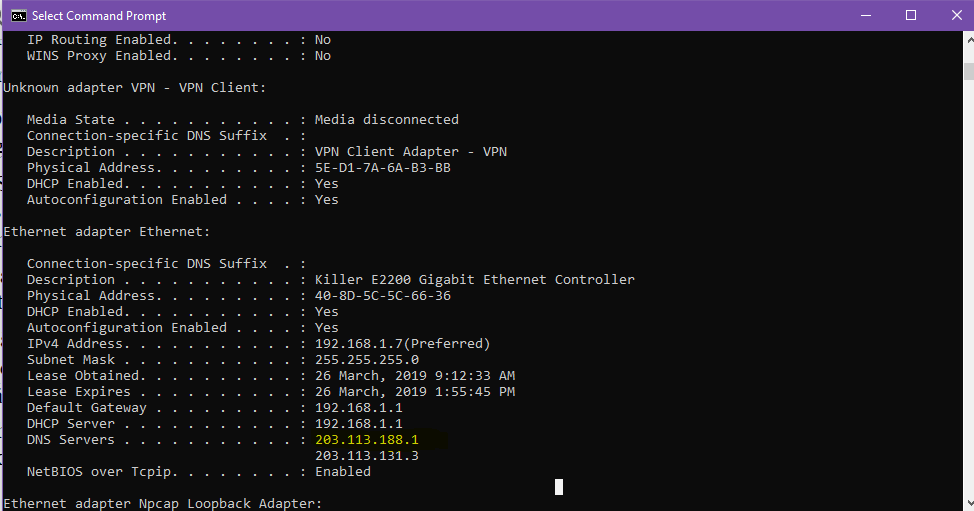 Select Command Prompt
IP Routing Enabled. . . . . . . . : No
WINS Proxy Enabled. . . . . . . . : No
Unknown adapter VPN - VPN Client:
Media State . . . . . . . . . . . : Media disconnected
Connection-specific DNS Suffix  . :
Description . . . . . . . . . . . : VPN Client Adapter - VPN
Physical Address. . . . . . . . . : 5E-D1-7A-6A-B3-BB
DHCP Enabled. . . . . . . . . . . : Yes
Autoconfiguration Enabled . . . . : Yes
Ethernet adapter Ethernet:
Connection-specific DNS Suffix  . :
Description . . . . . . . . . . . : Killer E2200 Gigabit Ethernet Controller
Physical Address. . . . . . . . . : 40-8D-5C-5C-66-36
DHCP Enabled. . . . . . . . . . . : Yes
Autoconfiguration Enabled . . . . : Yes
IPv4 Address. . . . . . . . . . . : 192.168.1.7(Preferred)
Subnet Mask . . . . . . . . . . . : 255.255.255.0
Lease Obtained. . . . . . . . . . : 26 March, 2019 9:12:33 AM
Lease Expires . . . . . . . . . . : 26 March, 2019 1:55:45 PM
Default Gateway . . . . . . . . . : 192.168.1.1
DHCP Server . . . . . . . . . . . : 192.168.1.1
DNS Servers . . . . . . . . . . . : 203.113.188.1
203.113.131.3
NetBIOS over Tcpip. . . . . . . . : Enabled
Ethernet adapter Npcap Loopback Adapter: